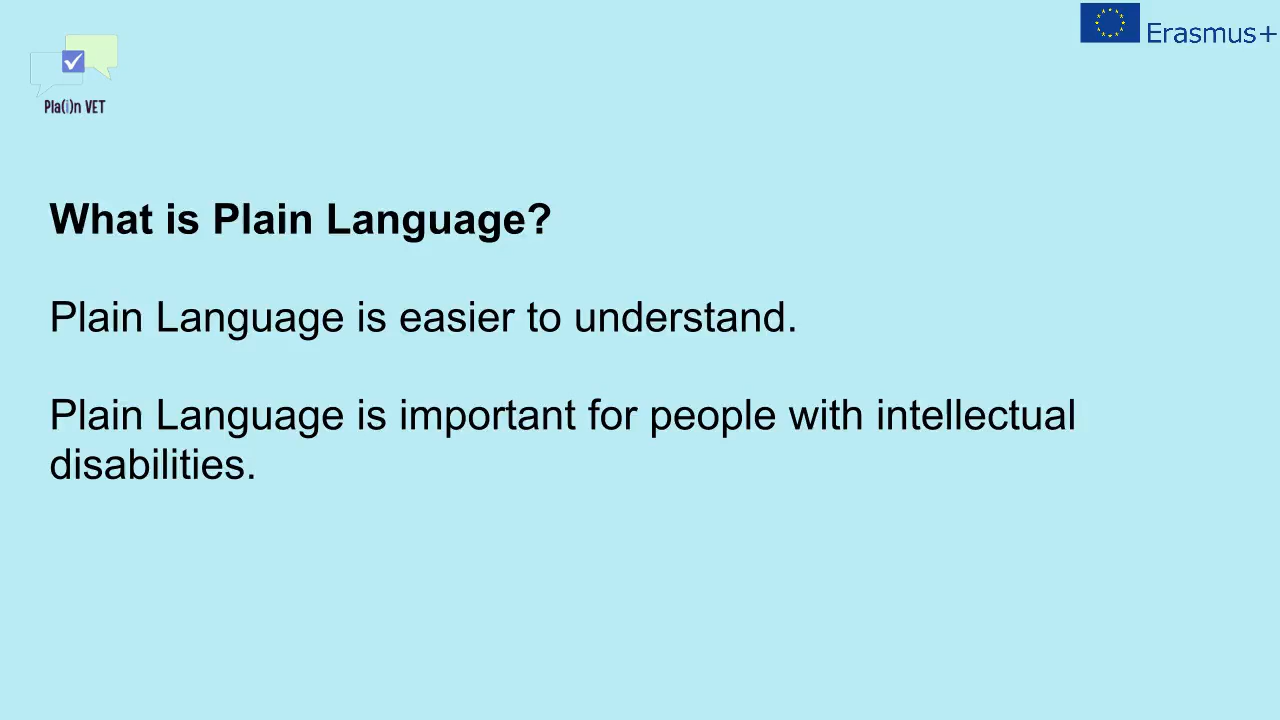 Erasmus+
Pla(i)n VET
What is Plain Language?
Plain Language is easier to understand.
Plain Language is important for people with intellectual
disabilities.